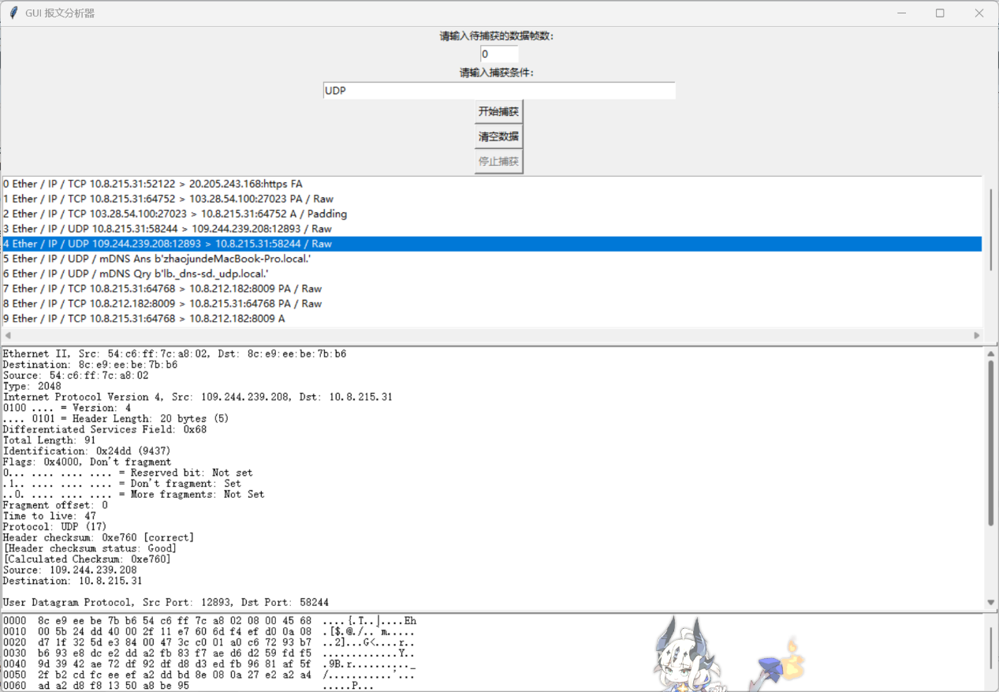 GUI 报文分析器
请输入待捕获的数据帧数:
0
请输入捕获条件:
UDP
开始捕获
清空数据
停止捕获
0 Ether / IP / TCP 10.8.215.31:52122 > 20.205.243.168:https FA
1 Ether / IP / TCP 10.8.215.31:64752 > 103.28.54.100:27023 PA / Raw
2 Ether / IP / TCP 103.28.54.100:27023 > 10.8.215.31:64752 A / Padding
3 Ether / IP / UDP 10.8.215.31:58244 > 109.244.239.208:12893 / Raw
4 Ether / IP / UDP 109.244.239.208:12893 > 10.8.215.31:58244 / Raw
5 Ether / IP / UDP / mDNS Ans b'zhaojundeMacBook-Pro.local.'
6 Ether / IP / UDP / mDNS Qry b'lb._dns-sd._udp.local.'
7 Ether / IP / TCP 10.8.215.31:64768 > 10.8.212.182:8009 PA / Raw
8 Ether / IP / TCP 10.8.212.182:8009 > 10.8.215.31:64768 PA / Raw
9 Ether / IP / TCP 10.8.215.31:64768 > 10.8.212.182:8009 A
Ethernet II, Src: 54:c6:ff:7c:a8:02, Dst: 8c:e9:ee:be:7b:b6
Destination: 8c:e9:ee:be:7b:b6
Source: 54:c6:ff:7c:a8:02
Type: 2048
Internet Protocol Version 4, Src: 109.244.239.208, Dst: 10.8.215.31
0100 .... = Version: 4
.... 0101 = Header Length: 20 bytes (5)
Differentiated Services Field: 0x68
Total Length: 91
Identification: 0x24dd (9437)
Flags: 0x4000, Don't fragment
0... .... .... .... = Reserved bit: Not set
.1.. .... .... .... = Don't fragment: Set
..0. .... .... .... = More fragments: Not Set
Fragment offset: 0
Time to live: 47
Protocol: UDP (17)
Header checksum: 0xe760 [correct]
[Header checksum status: Good]
[Calculated Checksum: 0xe760]
Source: 109.244.239.208
Destination: 10.8.215.31
User Datagram Protocol, Src Port: 12893, Dst Port: 58244
0000 8c e9 ee be 7b b6 54 c6 ff 7c a8 02 08 00 45 68 ....{.T..|....Eh
0010 00 5b 24 dd 40 00 2f 11 e7 60 6d f4 ef d0 0a 08 .[$.@./..`m.....
0020 d7 1f 32 5d e3 84 00 47 3c c0 01 a0 c6 72 93 b7 ..2]...G<....r..
0030 b6 93 e8 dc e2 dd a2 fb 83 f7 ae d6 d2 59 fd f5 .............Y..
0040 9d 39 42 ae 72 df 92 df d8 d3 ed fb 96 81 af 5f .9B.r.........._
0050 2f b2 cd fc ee ef a2 dd bd 8e 08 0a 27 e2 a2 a4 /...........'...
0060 ad a2 d8 f8 13 50 a8 be 95 .....P...